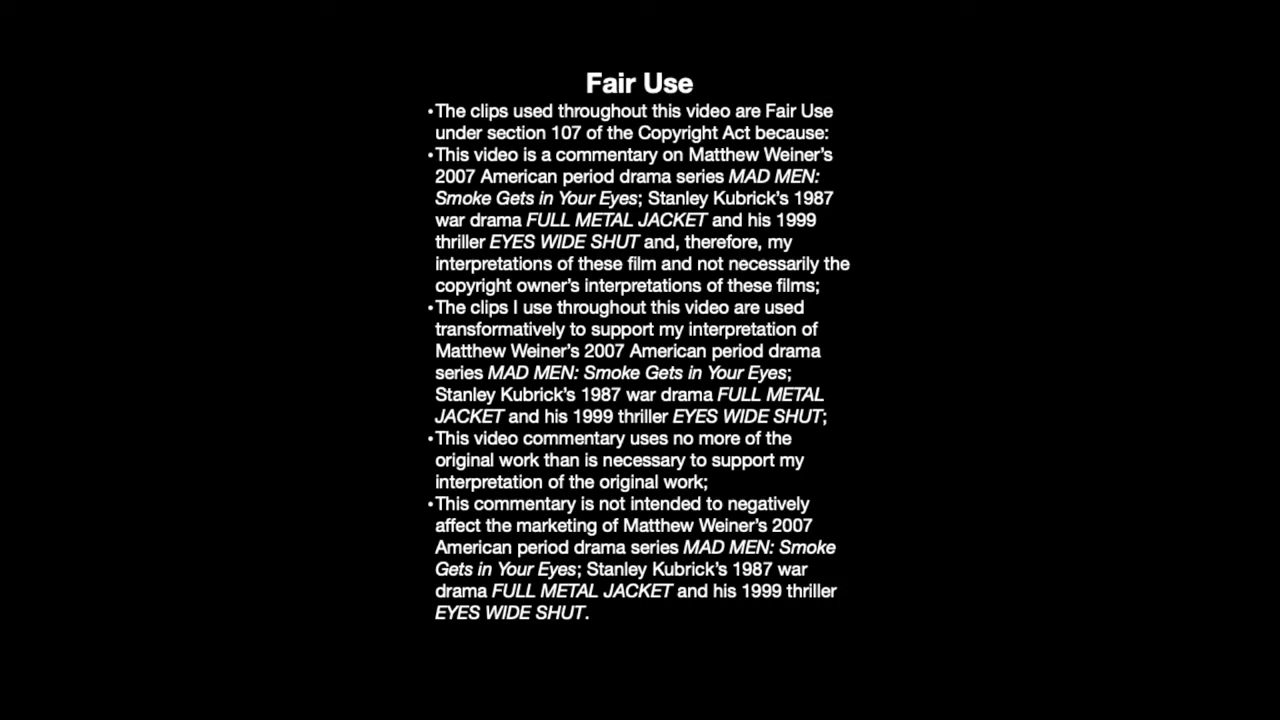 Fair Use
•The clips used throughout this video are Fair Use
under section 107 of the Copyright Act because:
•This video is a commentary on Matthew Weiner's
2007 American period drama series MAD MEN:
Smoke Gets in Your Eyes; Stanley Kubrick's 1987
war drama FULL METAL JACKET and his 1999
thriller EYES WIDE SHUT and, therefore, my
interpretations of these film and not necessarily the
copyright owner's interpretations of these films;
•The clips I use throughout this video are used
transformatively to support my interpretation of
Matthew Weiner's 2007 American period drama
series MAD MEN: Smoke Gets in Your Eyes;
Stanley Kubrick's 1987 war drama FULL METAL
JACKET and his 1999 thriller EYES WIDE SHUT;
•This video commentary uses no more of the
original work than is necessary to support my
interpretation of the original work;
•This commentary is not intended to negatively
affect the marketing of Matthew Weiner's 2007
American period drama series MAD MEN: Smoke
Gets in Your Eyes; Stanley Kubrick's 1987 war
drama FULL METAL JACKET and his 1999 thriller
EYES WIDE SHUT.